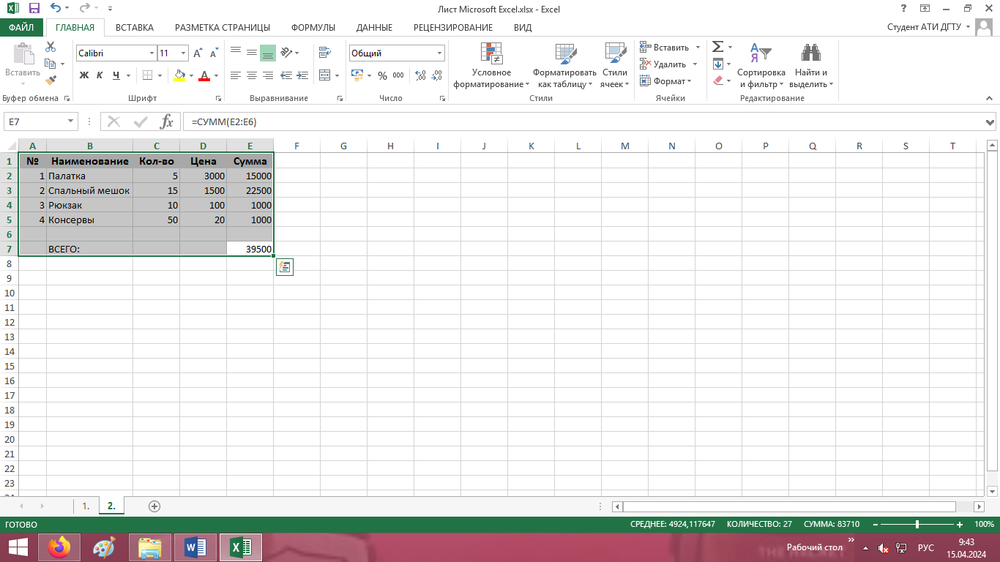 Лист Microsoft Excel.xlsx - Excel
ФАЙЛ ГЛАВНАЯ ВСТАВКА РАЗМЕТКА СТРАНИЦЫ ФОРМУЛЫ ДАННЫЕ РЕЦЕНЗИРОВАНИЕ ВИД Студент АТИ ДГТУ
Вставить
Буфер обмена
Calibri 11
Ж К Ч
Шрифт
Выравнивание
Общий
% 000
Число
Условное форматирование
Форматировать как таблицу
Стили ячеек
Стили
Вставить
Удалить
Формат
Ячейки
Сортировка и фильтр
Найти и выделить
Редактирование
E7 fx =СУММ(E2:E6)
A B C D E F G H I J K L M N O P Q R S T
1 № Наименование Кол-во Цена Сумма
2 1 Палатка 5 3000 15000
3 2 Спальный мешок 15 1500 22500
4 3 Рюкзак 10 100 1000
5 4 Консервы 50 20 1000
6
7 ВСЕГО: 39500
8
9
10
11
12
13
14
15
16
17
18
19
20
21
22
23
1. 2.
ГОТОВО СРЕДНЕЕ: 4924,117647 КОЛИЧЕСТВО: 27 СУММА: 83710 100%
Рабочий стол РУС 9:43
15.04.2024